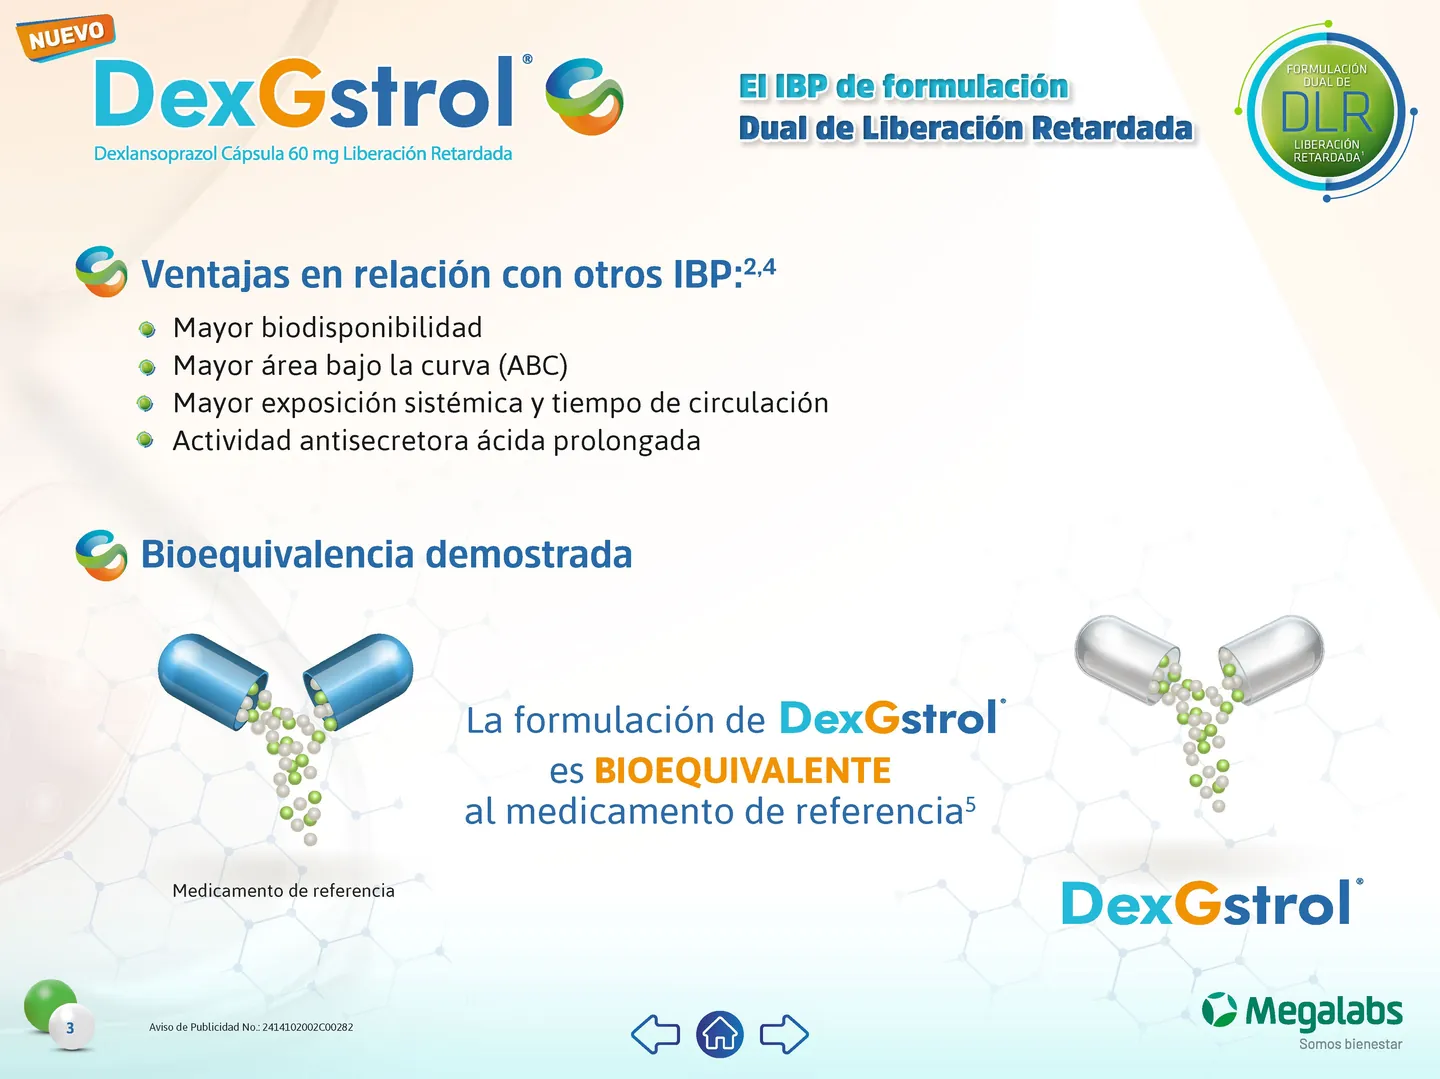 NUEVO
DexGstrol®
Dexlansoprazol Cápsula 60 mg Liberación Retardada
El IBP de formulación
Dual de Liberación Retardada
FORMULACIÓN
DUAL DE
DLR
LIBERACIÓN
RETARDADA¹
Ventajas en relación con otros IBP:²,⁴
Mayor biodisponibilidad
Mayor área bajo la curva (ABC)
Mayor exposición sistémica y tiempo de circulación
Actividad antisecretora ácida prolongada
Bioequivalencia demostrada
La formulación de DexGstrol®
es BIOEQUIVALENTE
al medicamento de referencia⁵
Medicamento de referencia
DexGstrol®
3
Aviso de Publicidad No.: 2414102002C00282
Megalabs
Somos bienestar